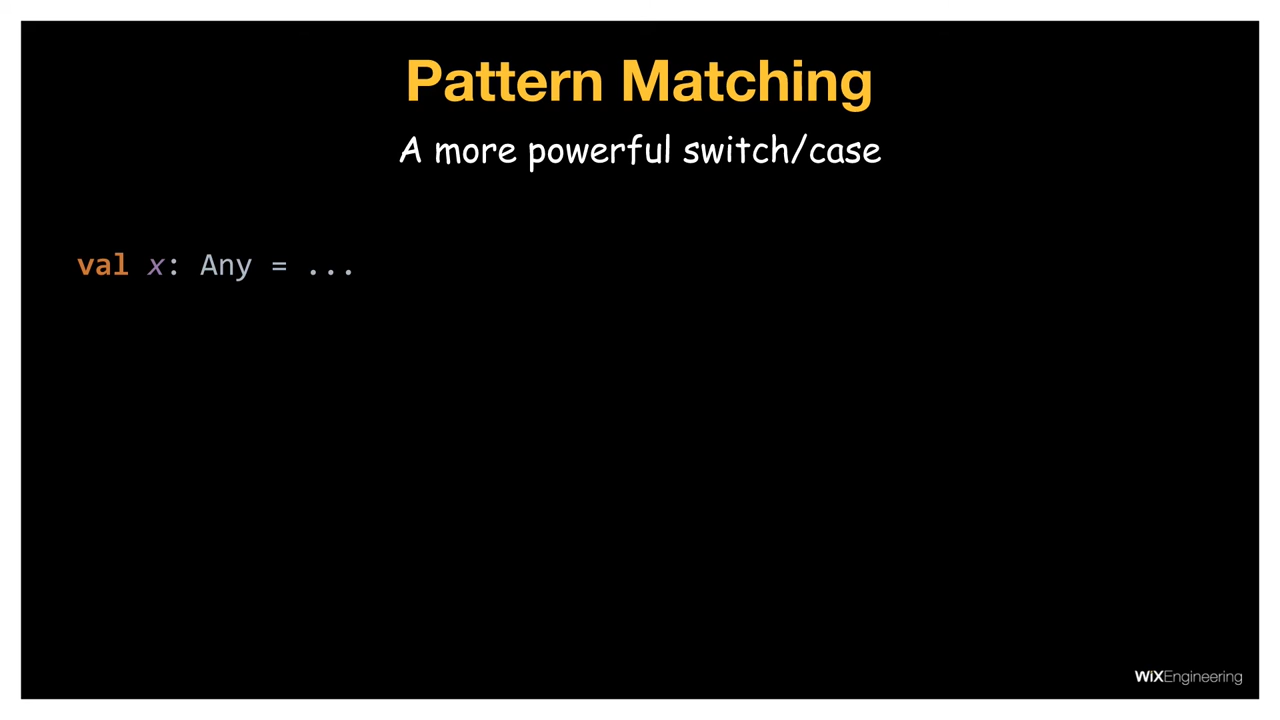 Pattern Matching
A more powerful switch/case
val x: Any = ...
WiXEngineering